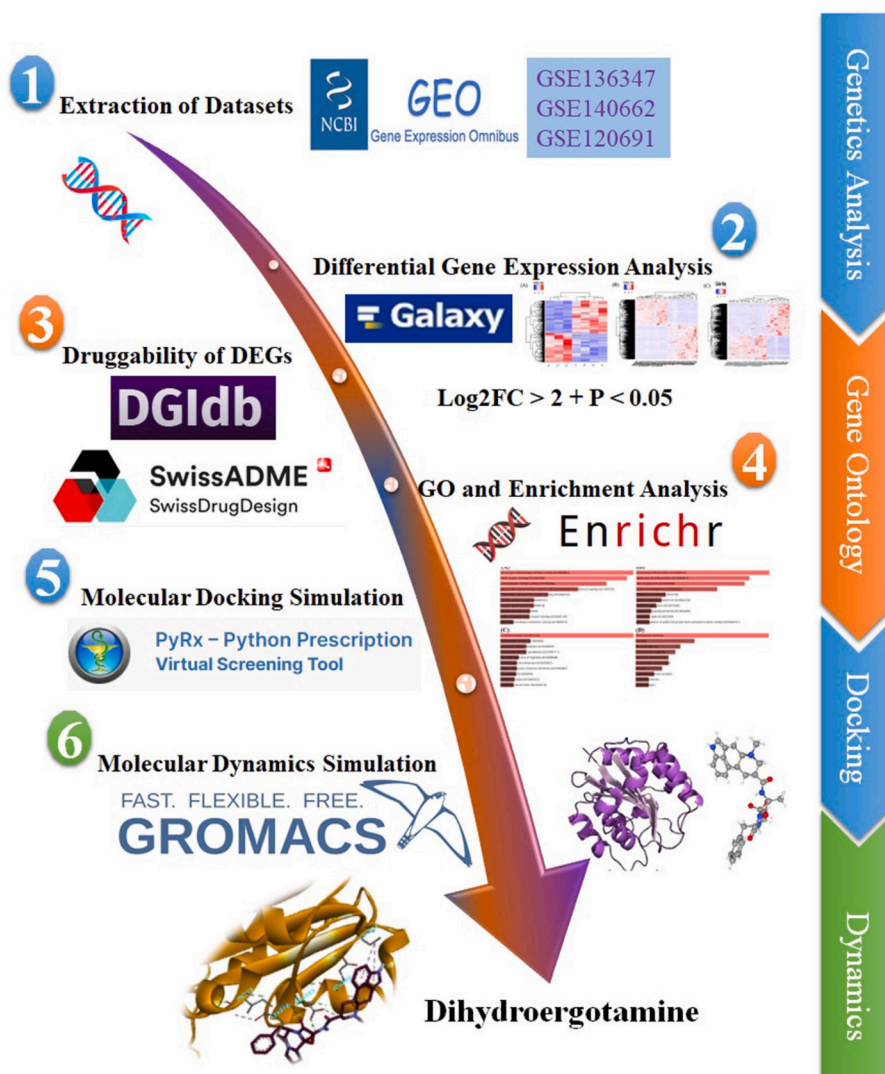 1
Extraction of Datasets
NCBI
GEO
Gene Expression Omnibus
GSE136347
GSE140662
GSE120691
Genetics Analysis
2
Differential Gene Expression Analysis
Galaxy
(A)
(B)
(C)
Log2FC > 2 + P < 0.05
3
Druggability of DEGs
DGIdb
SwissADME
SwissDrugDesign
Gene Ontology
4
GO and Enrichment Analysis
Enrichr
(C)
(D)
5
Molecular Docking Simulation
PyRx – Python Prescription
Virtual Screening Tool
Docking
6
Molecular Dynamics Simulation
FAST. FLEXIBLE. FREE.
GROMACS
Dynamics
Dihydroergotamine